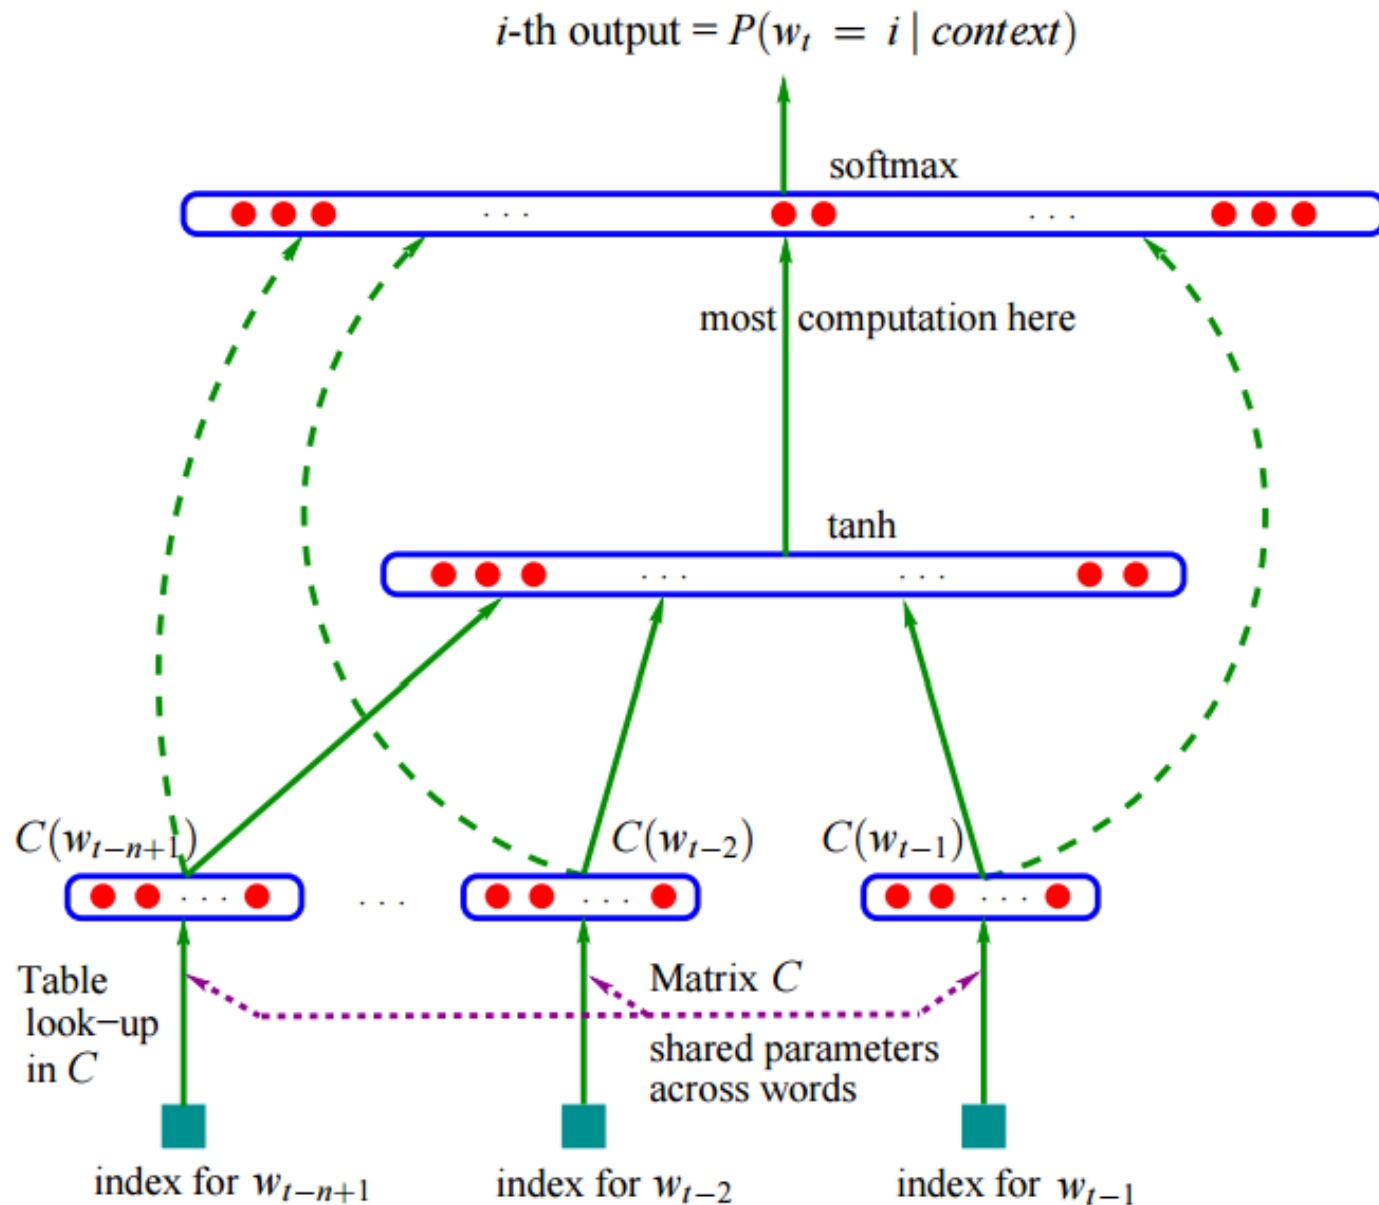 i-th output = P(w_t = i | context)
softmax
. . .
. . .
most computation here
tanh
. . .
. . .
C(w_{t−n+1})
C(w_{t−2})
C(w_{t−1})
. . .
. . .
. . .
. . .
Table
look−up
in C
Matrix C
shared parameters
across words
index for w_{t−n+1}
index for w_{t−2}
index for w_{t−1}